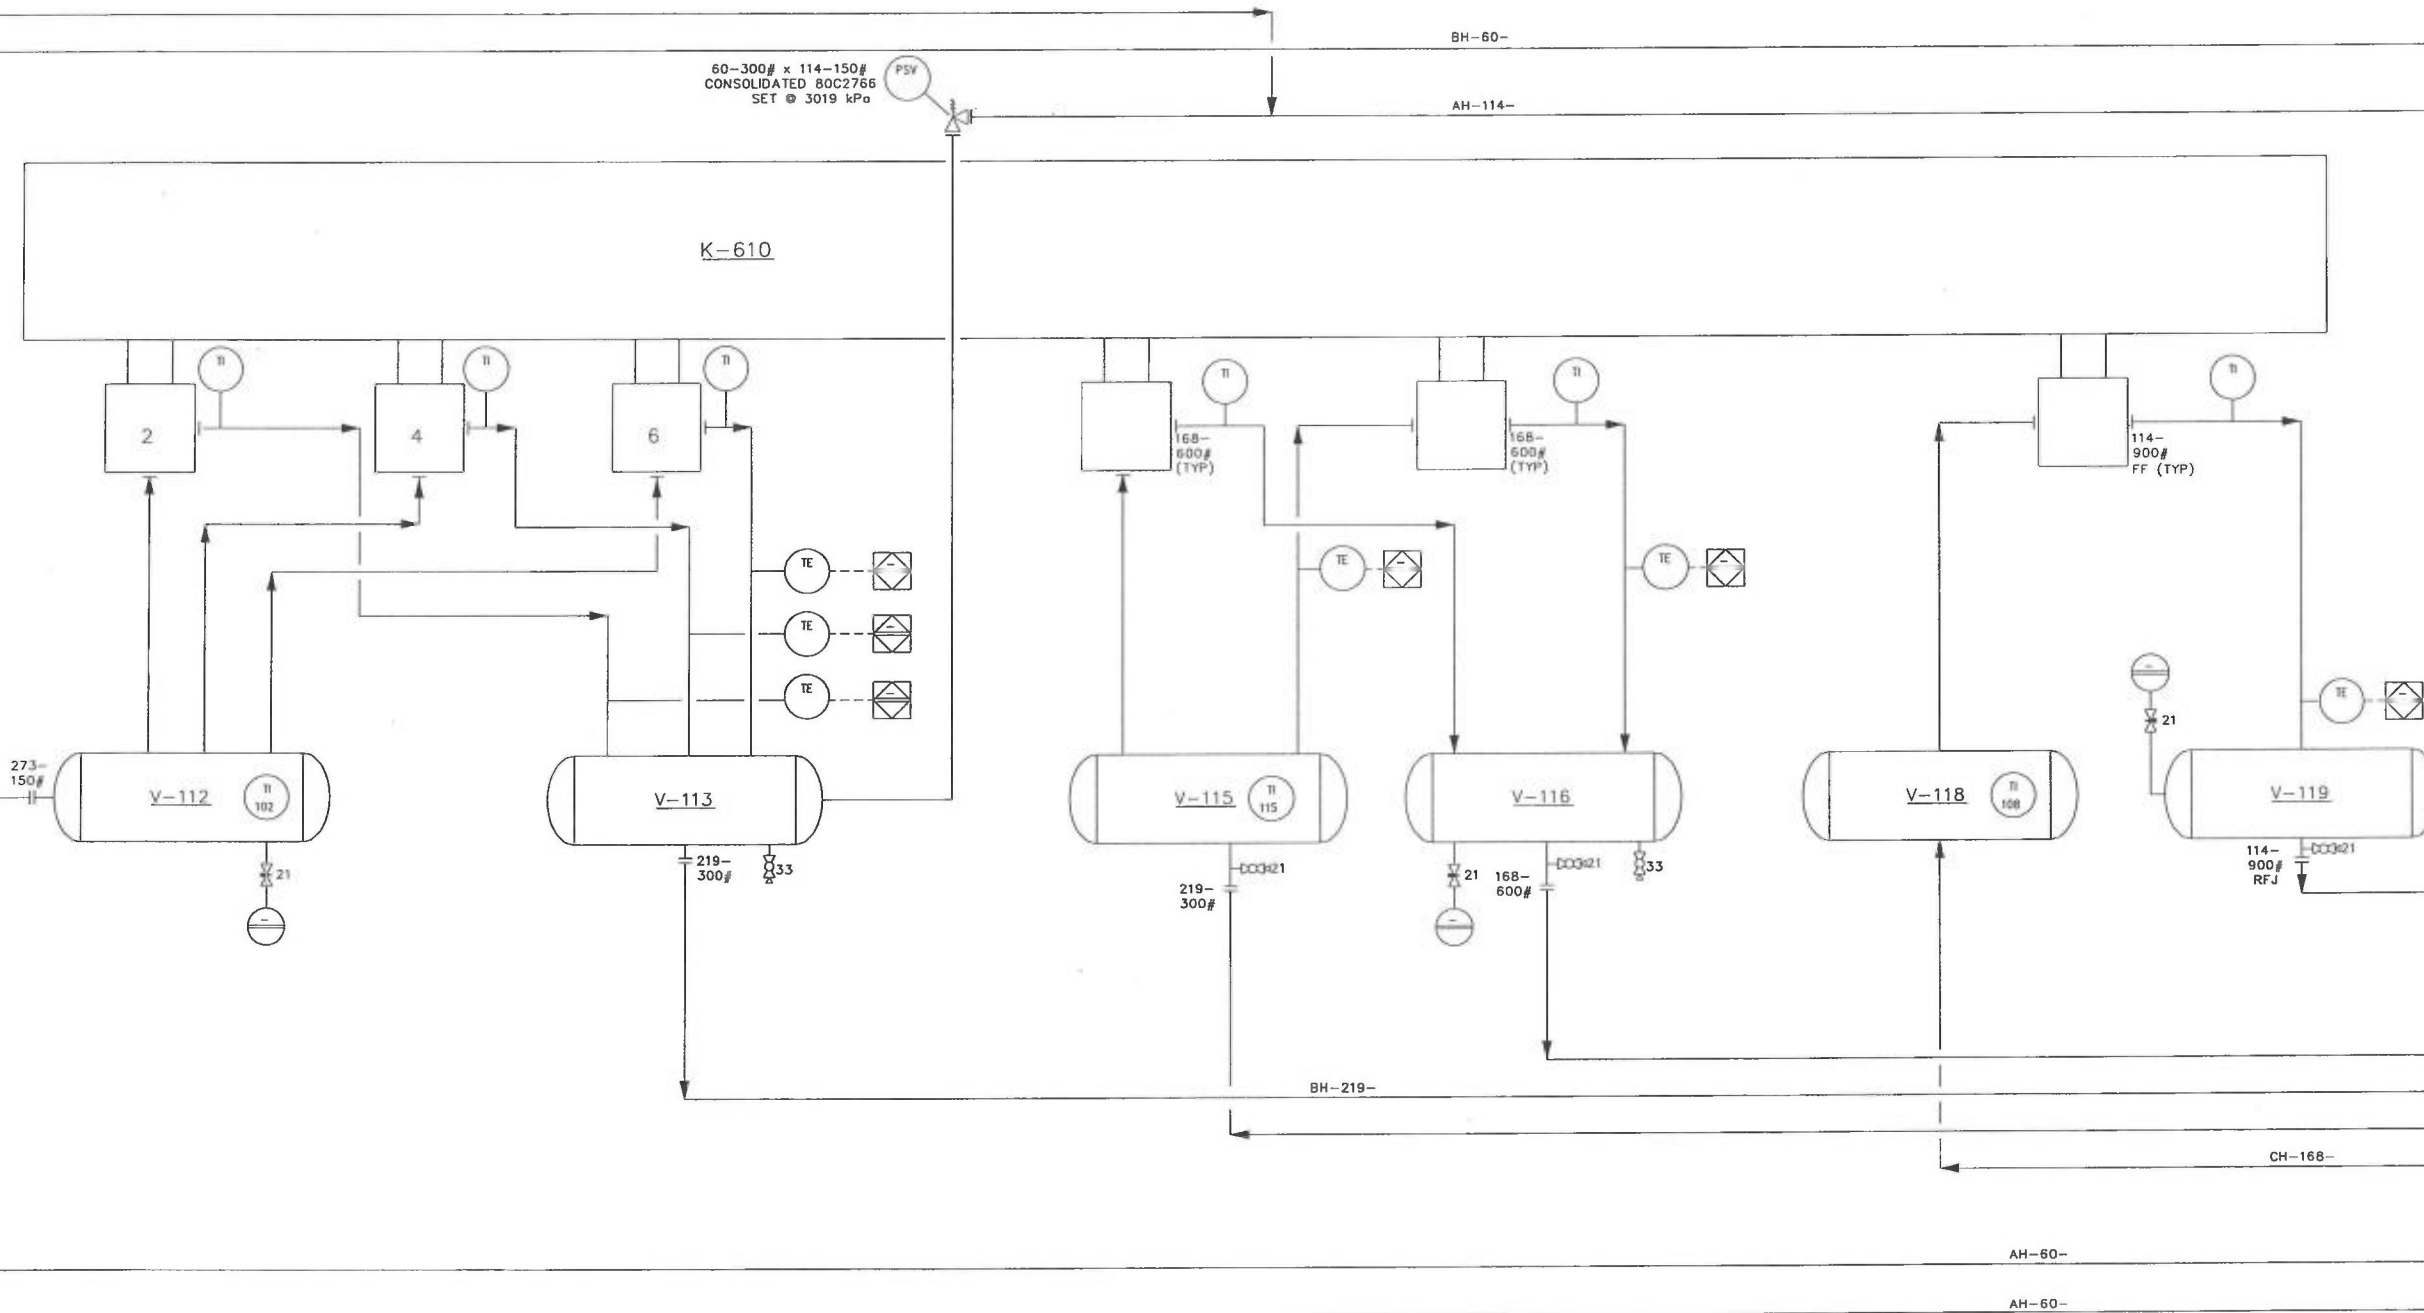 BH-60-
60-300# x 114-150#
CONSOLIDATED 80C2766
SET @ 3019 kPa
PSV
AH-114-
K-610
TI
TI
TI
TI
TI
TI
2
4
6
168-
600#
(TYP)
168-
600#
(TYP)
114-
900#
FF (TYP)
TE
TE
TE
TE
TE
TE
21
273-
150#
V-112
TI
102
V-113
V-115
TI
115
V-116
V-118
TI
108
V-119
21
219-
300#
33
21
219-
300#
21
168-
600#
21
33
114-
900#
RFJ
21
BH-219-
CH-168-
AH-60-
AH-60-